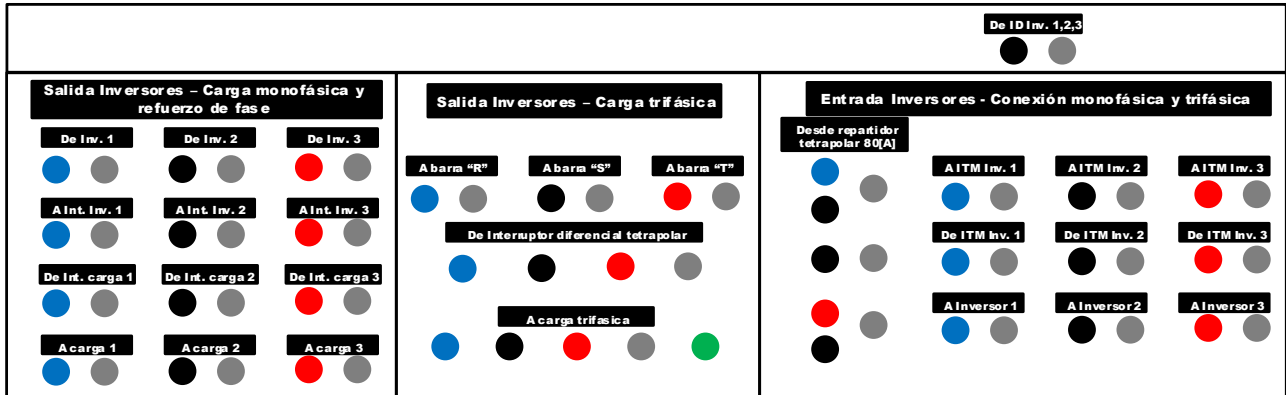 De ID Inv. 1,2,3
Salida Inversores – Carga monofásica y
refuerzo de fase
De Inv. 1
De Inv. 2
De Inv. 3
A Int. Inv. 1
A Int. Inv. 2
A Int. Inv. 3
De Int. carga 1
De Int. carga 2
De Int. carga 3
A carga 1
A carga 2
A carga 3
Salida Inversores – Carga trifásica
A barra “R”
A barra “S”
A barra “T”
De Interruptor diferencial tetrapolar
A carga trifasica
Entrada Inversores - Conexión monofásica y trifásica
Desde repartidor
tetrapolar 80[A]
A ITM Inv. 1
A ITM Inv. 2
A ITM Inv. 3
De ITM Inv. 1
De ITM Inv. 2
De ITM Inv. 3
A Inversor 1
A Inversor 2
A Inversor 3